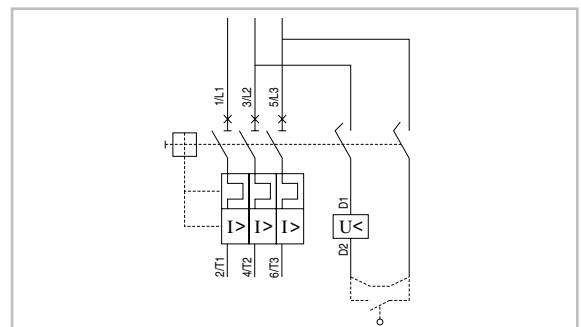 1/L1
3/L2
5/L3
I>
I>
I>
D1
U<
D2
2/T1
4/T2
6/T3